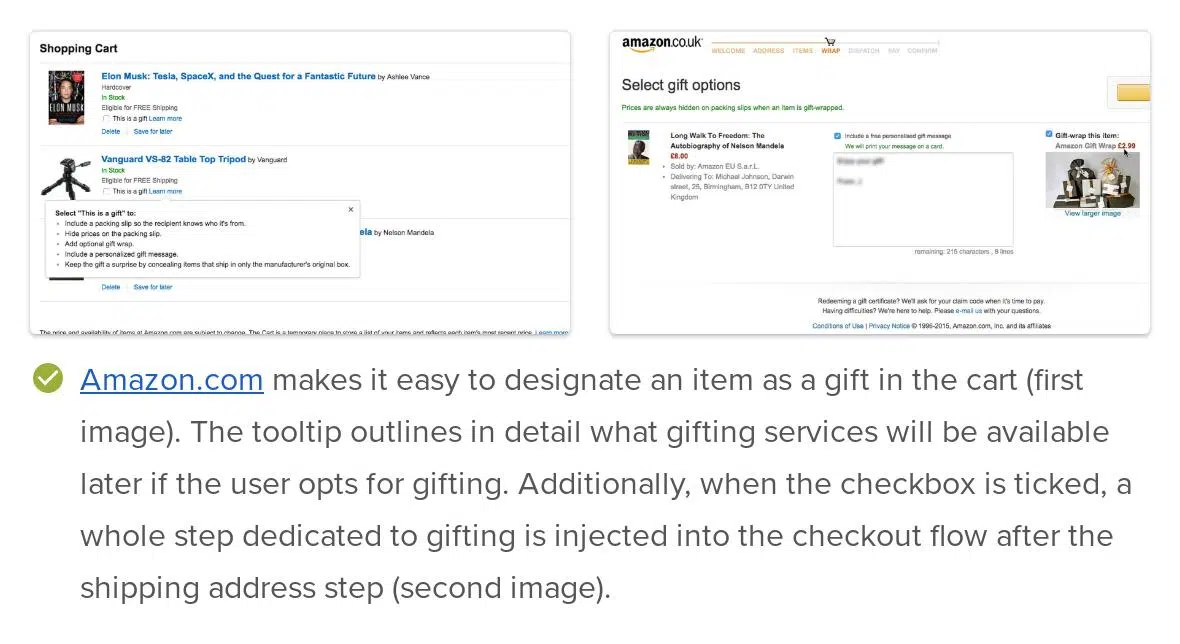 Shopping Cart
Elon Musk: Tesla, SpaceX, and the Quest for a Fantastic Future by Ashlee Vance
Hardcover
In Stock
Eligible for FREE Shipping
This is a gift Learn more
Delete Save for later
ELON MUSK
Vanguard VS-82 Table Top Tripod by Vanguard
In Stock
Eligible for FREE Shipping
This is a gift Learn more
Select "This is a gift" to:
Include a packing slip so the recipient knows who it's from.
Hide prices on the packing slip.
Add optional gift wrap.
Include a personalized gift message.
Keep the gift a surprise by concealing items that ship in only the manufacturer's original box.
ela by Nelson Mandela
Delete Save for later
The price and availability of items at Amazon.com are subject to change. The Cart is a temporary place to store a list of your items and reflects each item's most recent price. Learn more
amazon.co.uk
WELCOME ADDRESS ITEMS WRAP DISPATCH PAY CONFIRM
Select gift options
Prices are always hidden on packing slips when an item is gift-wrapped.
Long Walk To Freedom: The
Autobiography of Nelson Mandela
£8.00
Sold by: Amazon EU S.a.r.L.
Delivering To: Michael Johnson, Darwin
street, 25, Birmingham, B12 0TY United
Kingdom
Include a free personalised gift message
We will print your message on a card.
remaining: 215 characters , 8 lines
Gift-wrap this item:
Amazon Gift Wrap £2.99
View larger image
Redeeming a gift certificate? We'll ask for your claim code when it's time to pay.
Having difficulties? We're here to help. Please e-mail us with your questions.
Conditions of Use | Privacy Notice © 1996-2015, Amazon.com, Inc. and its affiliates
Amazon.com makes it easy to designate an item as a gift in the cart (first
image). The tooltip outlines in detail what gifting services will be available
later if the user opts for gifting. Additionally, when the checkbox is ticked, a
whole step dedicated to gifting is injected into the checkout flow after the
shipping address step (second image).